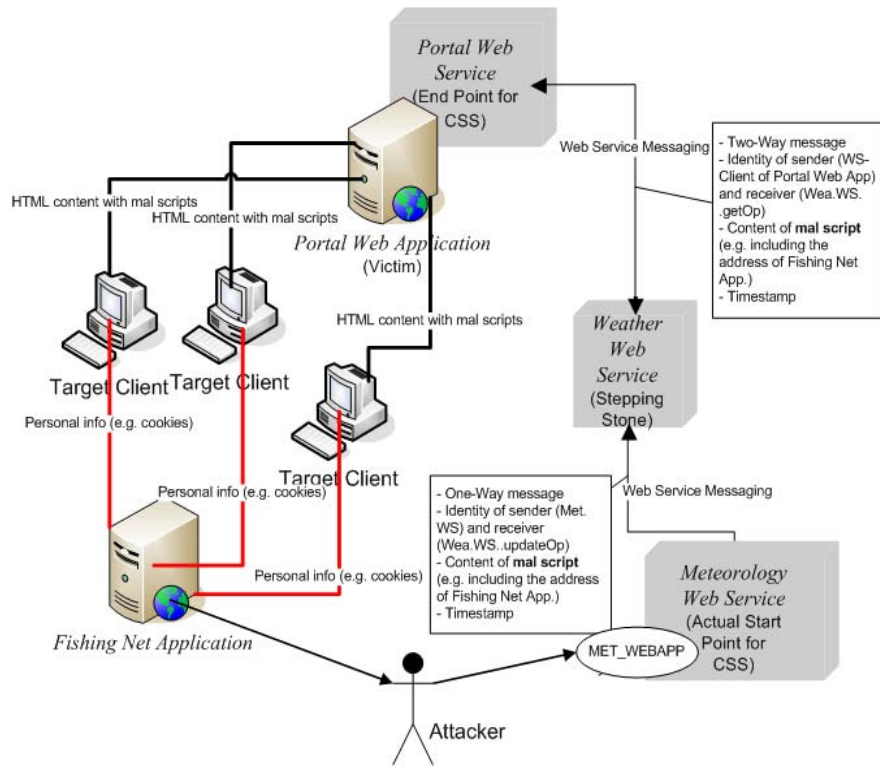 Portal Web
Service
(End Point for
CSS)
Web Service Messaging
- Two-Way message
- Identity of sender (WS-
Client of Portal Web App)
and receiver (Wea.WS.
.getOp)
- Content of mal script
(e.g. including the
address of Fishing Net
App.)
- Timestamp
HTML content with mal scripts
HTML content with mal scripts
Portal Web Application
(Victim)
HTML content with mal scripts
Target Client
Target Client
Target Client
Weather
Web
Service
(Stepping
Stone)
Personal info (e.g. cookies)
Personal info (e.g. cookies)
Personal info (e.g. cookies)
- One-Way message
- Identity of sender (Met.
WS) and receiver
(Wea.WS..updateOp)
- Content of mal script
(e.g. including the address
of Fishing Net App.)
- Timestamp
Web Service Messaging
Meteorology
Web Service
(Actual Start
Point for
CSS)
MET_WEBAPP
Fishing Net Application
Attacker